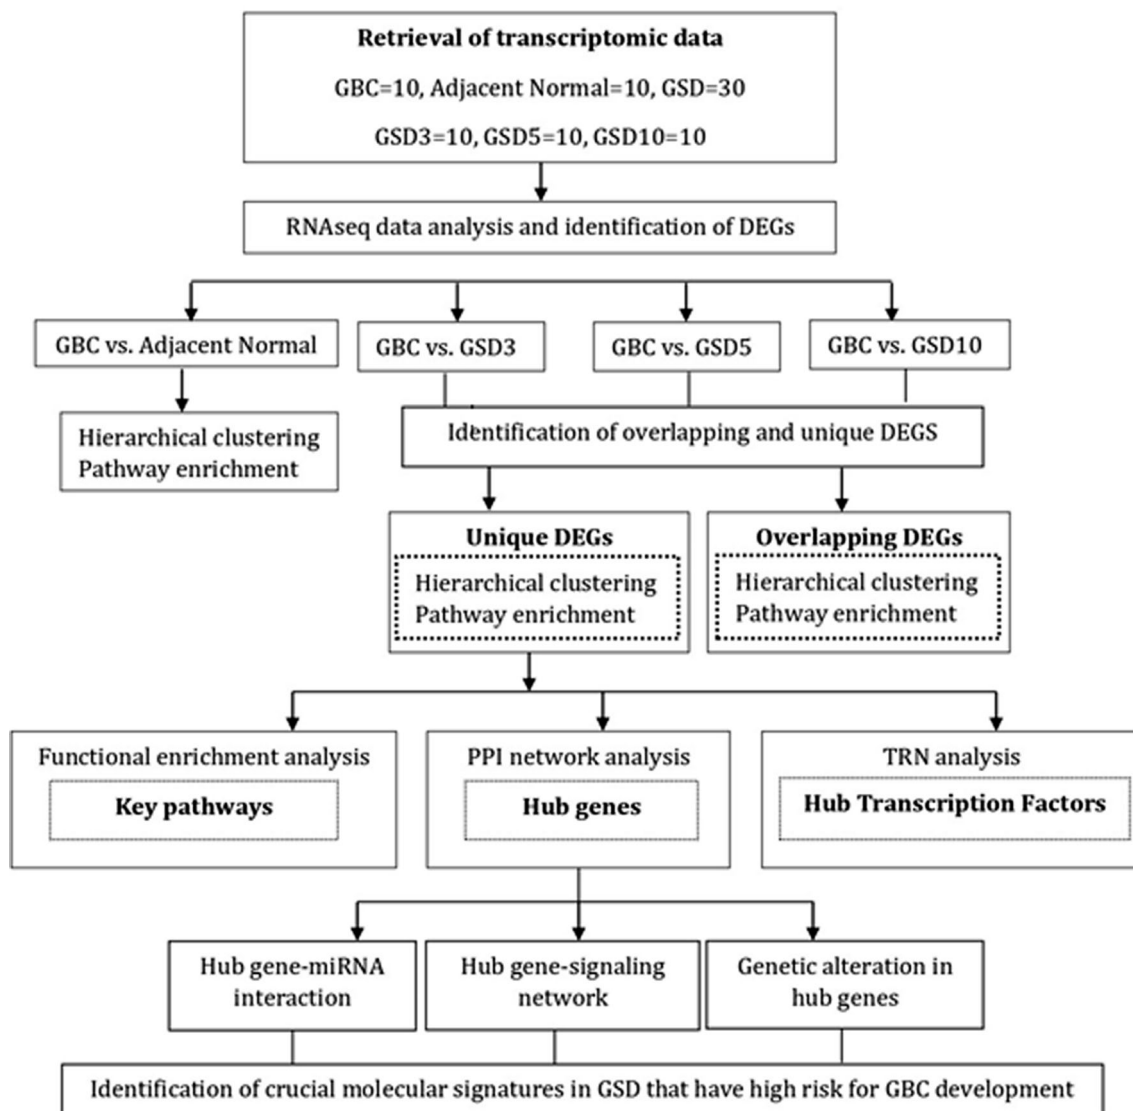 Retrieval of transcriptomic data
GBC=10, Adjacent Normal=10, GSD=30
GSD3=10, GSD5=10, GSD10=10
RNAseq data analysis and identification of DEGs
GBC vs. Adjacent Normal
GBC vs. GSD3
GBC vs. GSD5
GBC vs. GSD10
Hierarchical clustering
Pathway enrichment
Identification of overlapping and unique DEGS
Unique DEGs
Hierarchical clustering
Pathway enrichment
Overlapping DEGs
Hierarchical clustering
Pathway enrichment
Functional enrichment analysis
Key pathways
PPI network analysis
Hub genes
TRN analysis
Hub Transcription Factors
Hub gene-miRNA
interaction
Hub gene-signaling
network
Genetic alteration in
hub genes
Identification of crucial molecular signatures in GSD that have high risk for GBC development